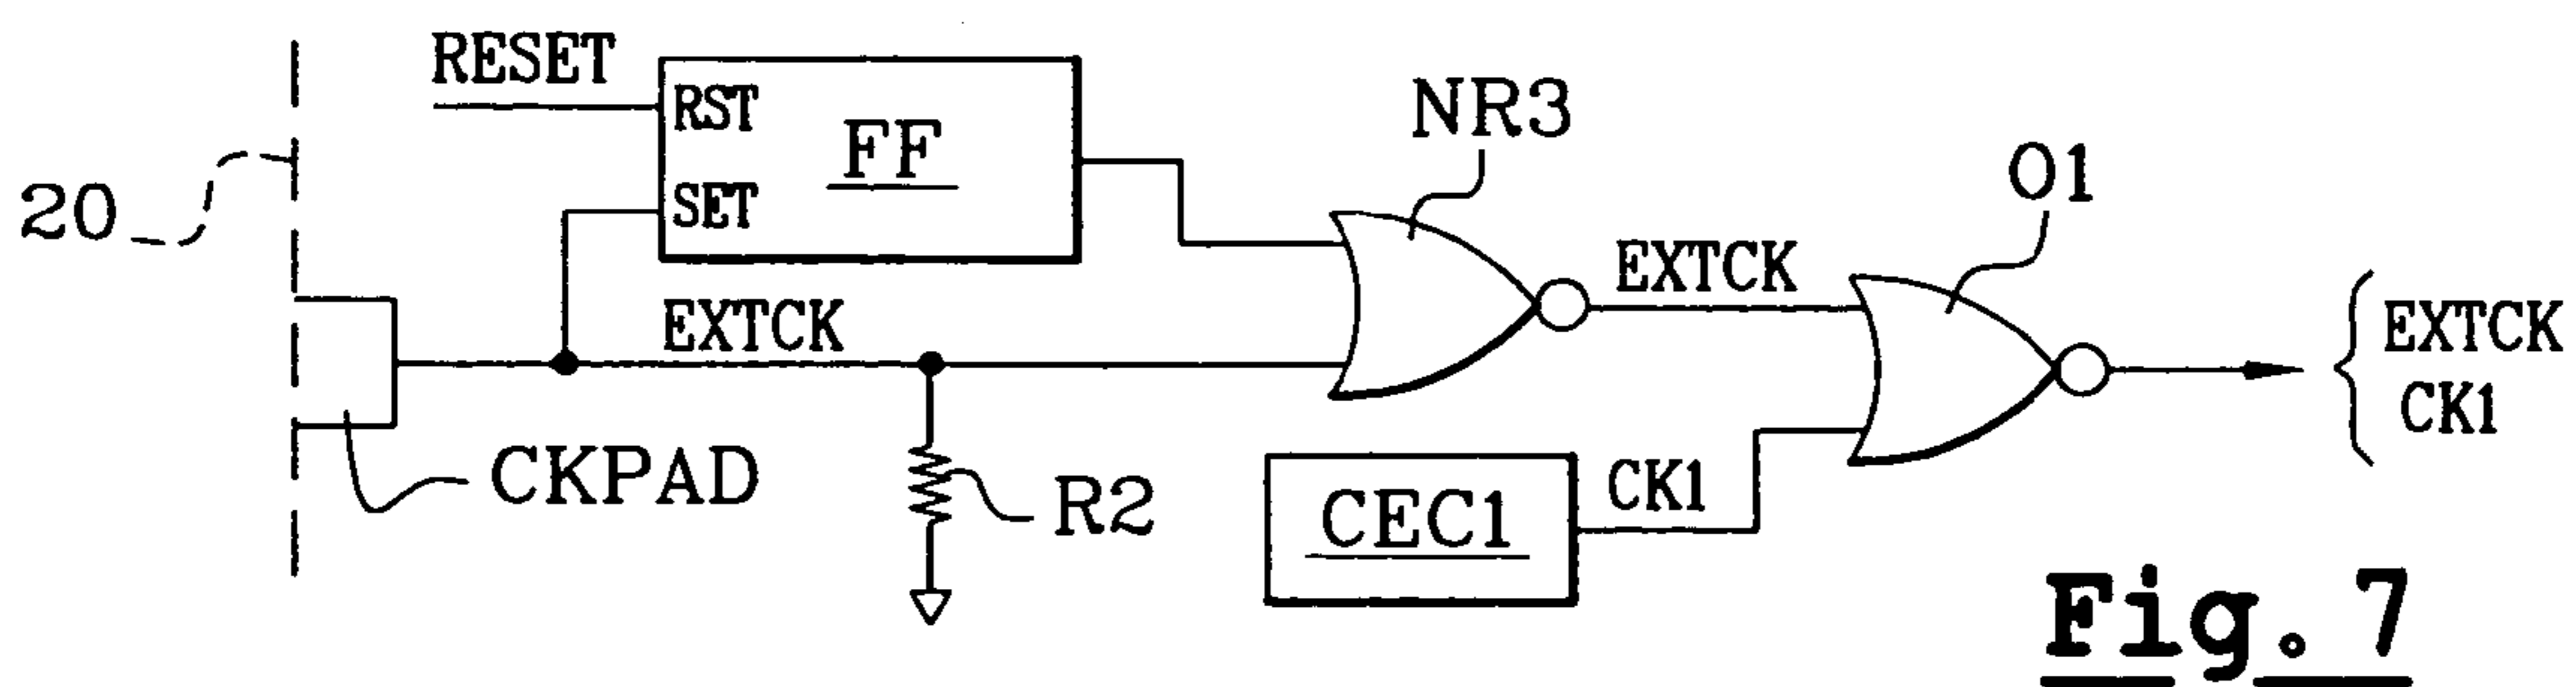 RESET
RST
FF
SET
20
NR3
O1
EXTCK
EXTCK
EXTCK
CK1
CKPAD
R2
CEC1
CK1
Fig. 7